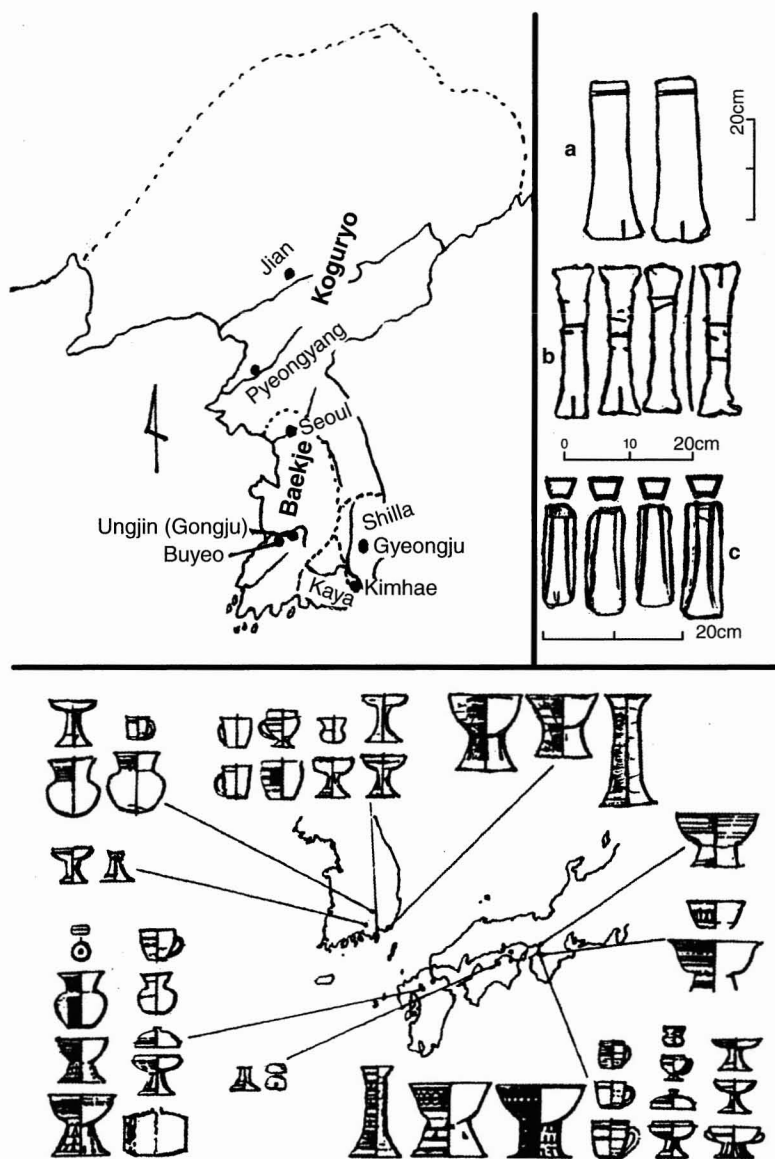 Jian
Koguryo
Pyeongyang
Seoul
Baekje
Ungjin (Gongju)
Buyeo
Shilla
Gyeongju
Kaya
Kimhae
a
20cm
b
0 10 20cm
c
20cm